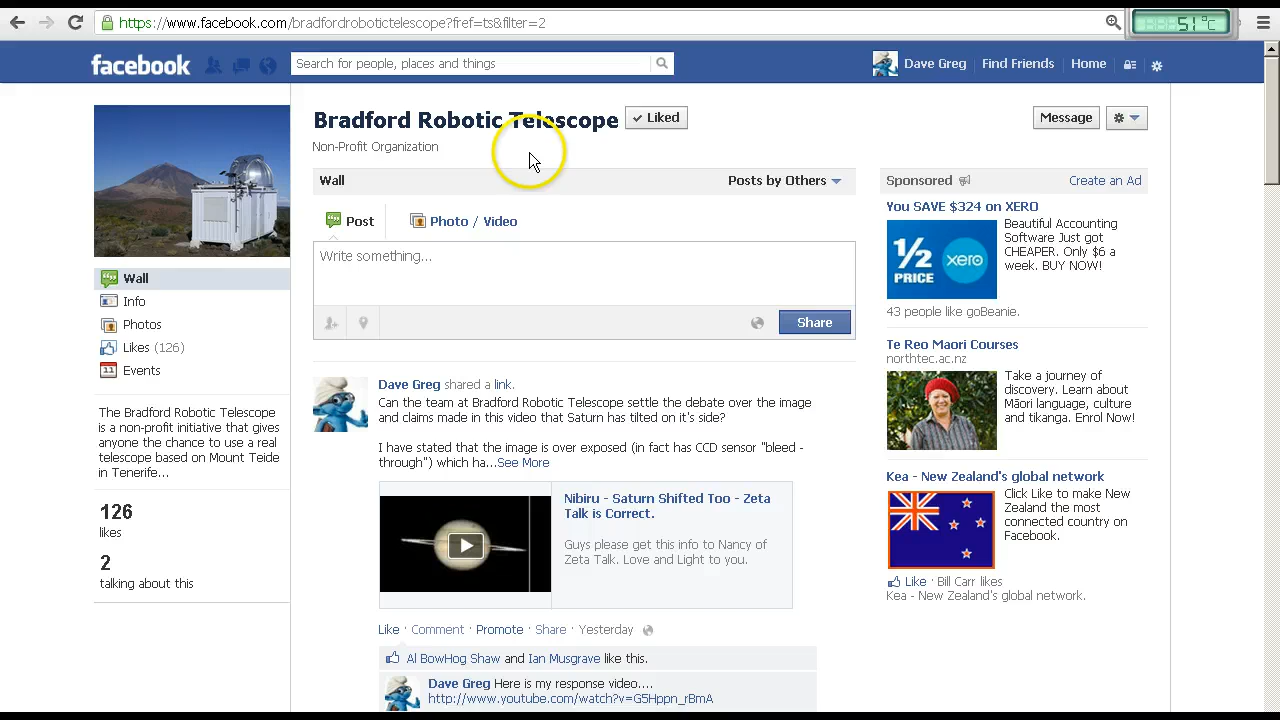 https://www.facebook.com/bradfordrobotictelescope?fref=ts&filter=2
51°C
facebook
Search for people, places and things
Dave Greg
Find Friends
Home
Bradford Robotic Telescope
Liked
Message
Non-Profit Organization
Wall
Posts by Others
Post
Photo / Video
Write something...
Share
Wall
Info
Photos
Likes (126)
11
Events
The Bradford Robotic Telescope
is a non-profit initiative that gives
anyone the chance to use a real
telescope based on Mount Teide
in Tenerife...
126
likes
2
talking about this
Dave Greg shared a link.
Can the team at Bradford Robotic Telescope settle the debate over the image
and claims made in this video that Saturn has tilted on it's side?
I have stated that the image is over exposed (in fact has CCD sensor "bleed -
through") which ha...See More
Nibiru - Saturn Shifted Too - Zeta
Talk is Correct.
Guys please get this info to Nancy of
Zeta Talk. Love and Light to you.
Like · Comment · Promote · Share · Yesterday
Al BowHog Shaw and Ian Musgrave like this.
Dave Greg Here is my response video....
http://www.youtube.com/watch?v=G5Hppn_rBmA
Sponsored
Create an Ad
You SAVE $324 on XERO
1/2
PRICE
xero
Beautiful Accounting
Software Just got
CHEAPER. Only $6 a
week. BUY NOW!
43 people like goBeanie.
Te Reo Maori Courses
northtec.ac.nz
Take a journey of
discovery. Learn about
Māori language, culture
and tikanga. Enrol Now!
Kea - New Zealand's global network
Click Like to make New
Zealand the most
connected country on
Facebook.
Like · Bill Carr likes
Kea - New Zealand's global network.